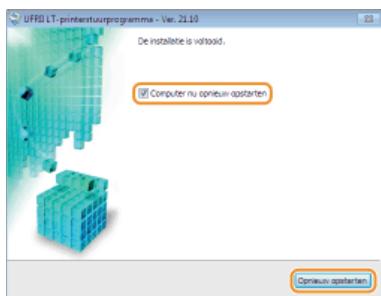 UFRII LT-printerstuurprogramma - Ver. 21.10
De installatie is voltooid.
Computer nu opnieuw opstarten
Opnieuw opstarten